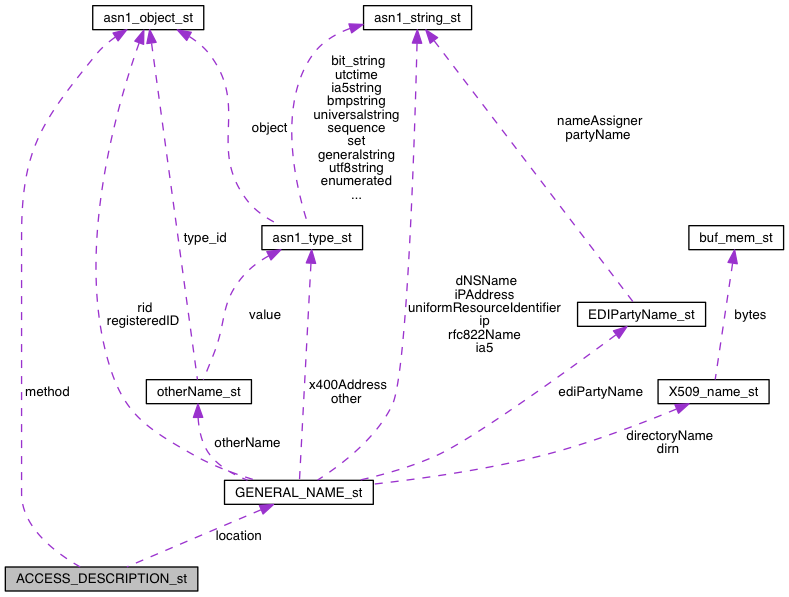 asn1_object_st
asn1_string_st
bit_string
utctime
ia5string
bmpstring
universalstring
sequence
set
generalstring
utf8string
enumerated
...
object
nameAssigner
partyName
type_id
asn1_type_st
buf_mem_st
rid
registeredID
value
dNSName
iPAddress
uniformResourceIdentifier
ip
rfc822Name
ia5
EDIPartyName_st
bytes
method
otherName_st
x400Address
other
ediPartyName
X509_name_st
otherName
directoryName
dirn
GENERAL_NAME_st
location
ACCESS_DESCRIPTION_st